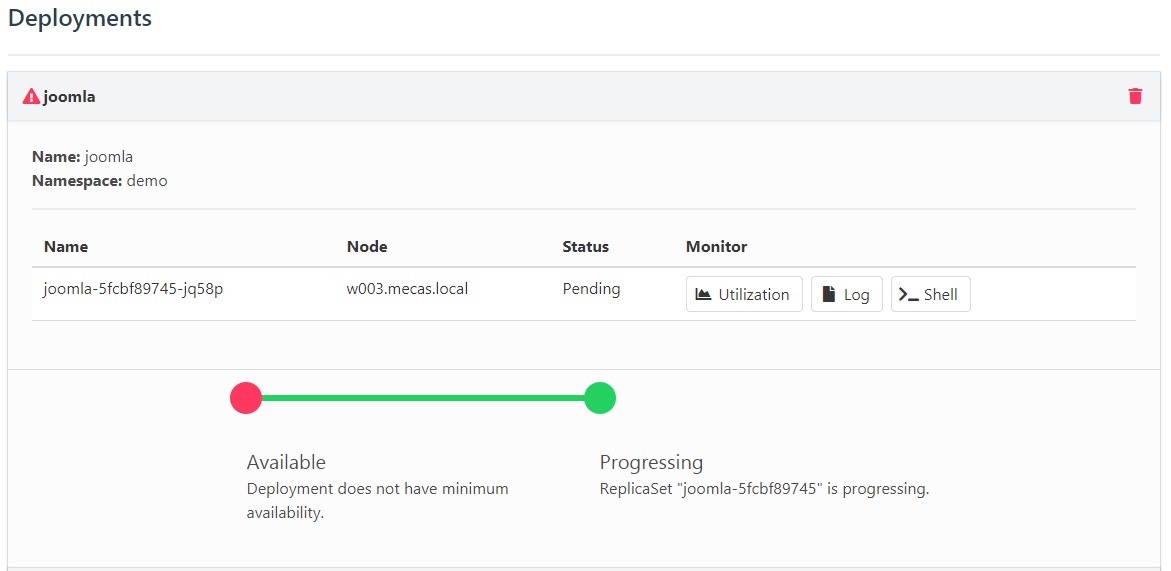 Deployments
joomla
Name: joomla
Namespace: demo
Name Node Status Monitor
joomla-5fcbf89745-jq58p w003.mecas.local Pending Utilization Log Shell
Available Progressing
Deployment does not have minimum ReplicaSet "joomla-5fcbf89745" is progressing.
availability.